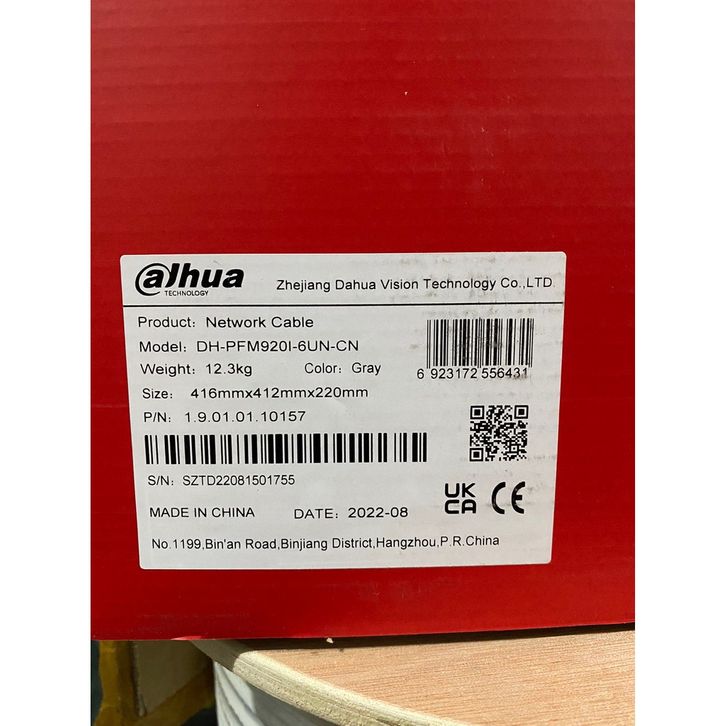 alhua
TECHNOLOGY
Zhejiang Dahua Vision Technology Co.,LTD.
Product: Network Cable
Model: DH-PFM920I-6UN-CN
Weight: 12.3kg Color: Gray
6 923172 556431
Size: 416mmx412mmx220mm
P/N: 1.9.01.01.10157
S/N: SZTD22081501755
UK
CA CE
MADE IN CHINA DATE: 2022-08
No.1199,Bin'an Road,Binjiang District,Hangzhou,P.R.China